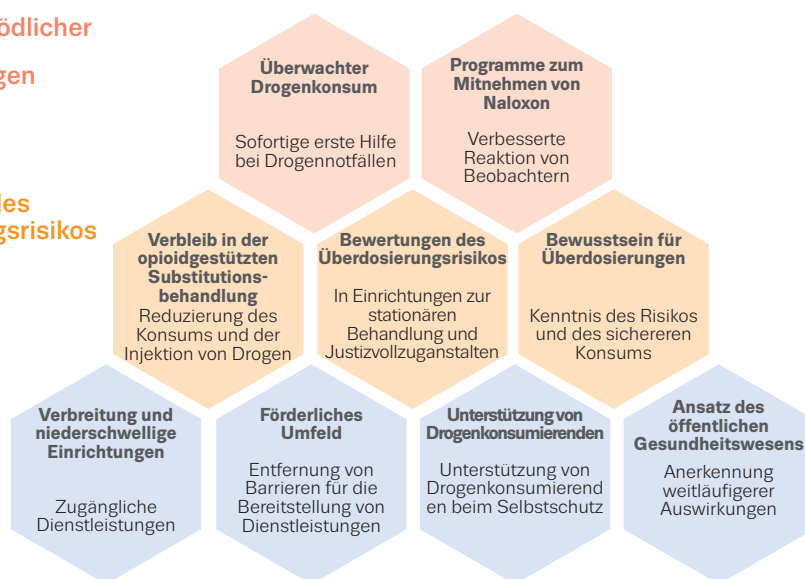 ödlicher
gen
des
gsrisikos
Überwachter
Drogenkonsum
Sofortige erste Hilfe
bei Drogennotfällen
Programme zum
Mitnehmen von
Naloxon
Verbesserte
Reaktion von
Beobachtern
Verbleib in der
opioidgestützten
Substitutions-
behandlung
Reduzierung des
Konsums und der
Injektion von Drogen
Bewertungen des
Überdosierungsrisikos
In Einrichtungen zur
stationären
Behandlung und
Justizvollzuganstalten
Bewusstsein für
Überdosierungen
Kenntnis des Risikos
und des sichereren
Konsums
Verbreitung und
niederschwellige
Einrichtungen
Zugängliche
Dienstleistungen
Förderliches
Umfeld
Entfernung von
Barrieren für die
Bereitstellung von
Dienstleistungen
Unterstützung von
Drogenkonsumierenden
Unterstützung von
Drogenkonsumierend
en beim Selbstschutz
Ansatz des
öffentlichen
Gesundheitswesens
Anerkennung
weitläufigerer
Auswirkungen